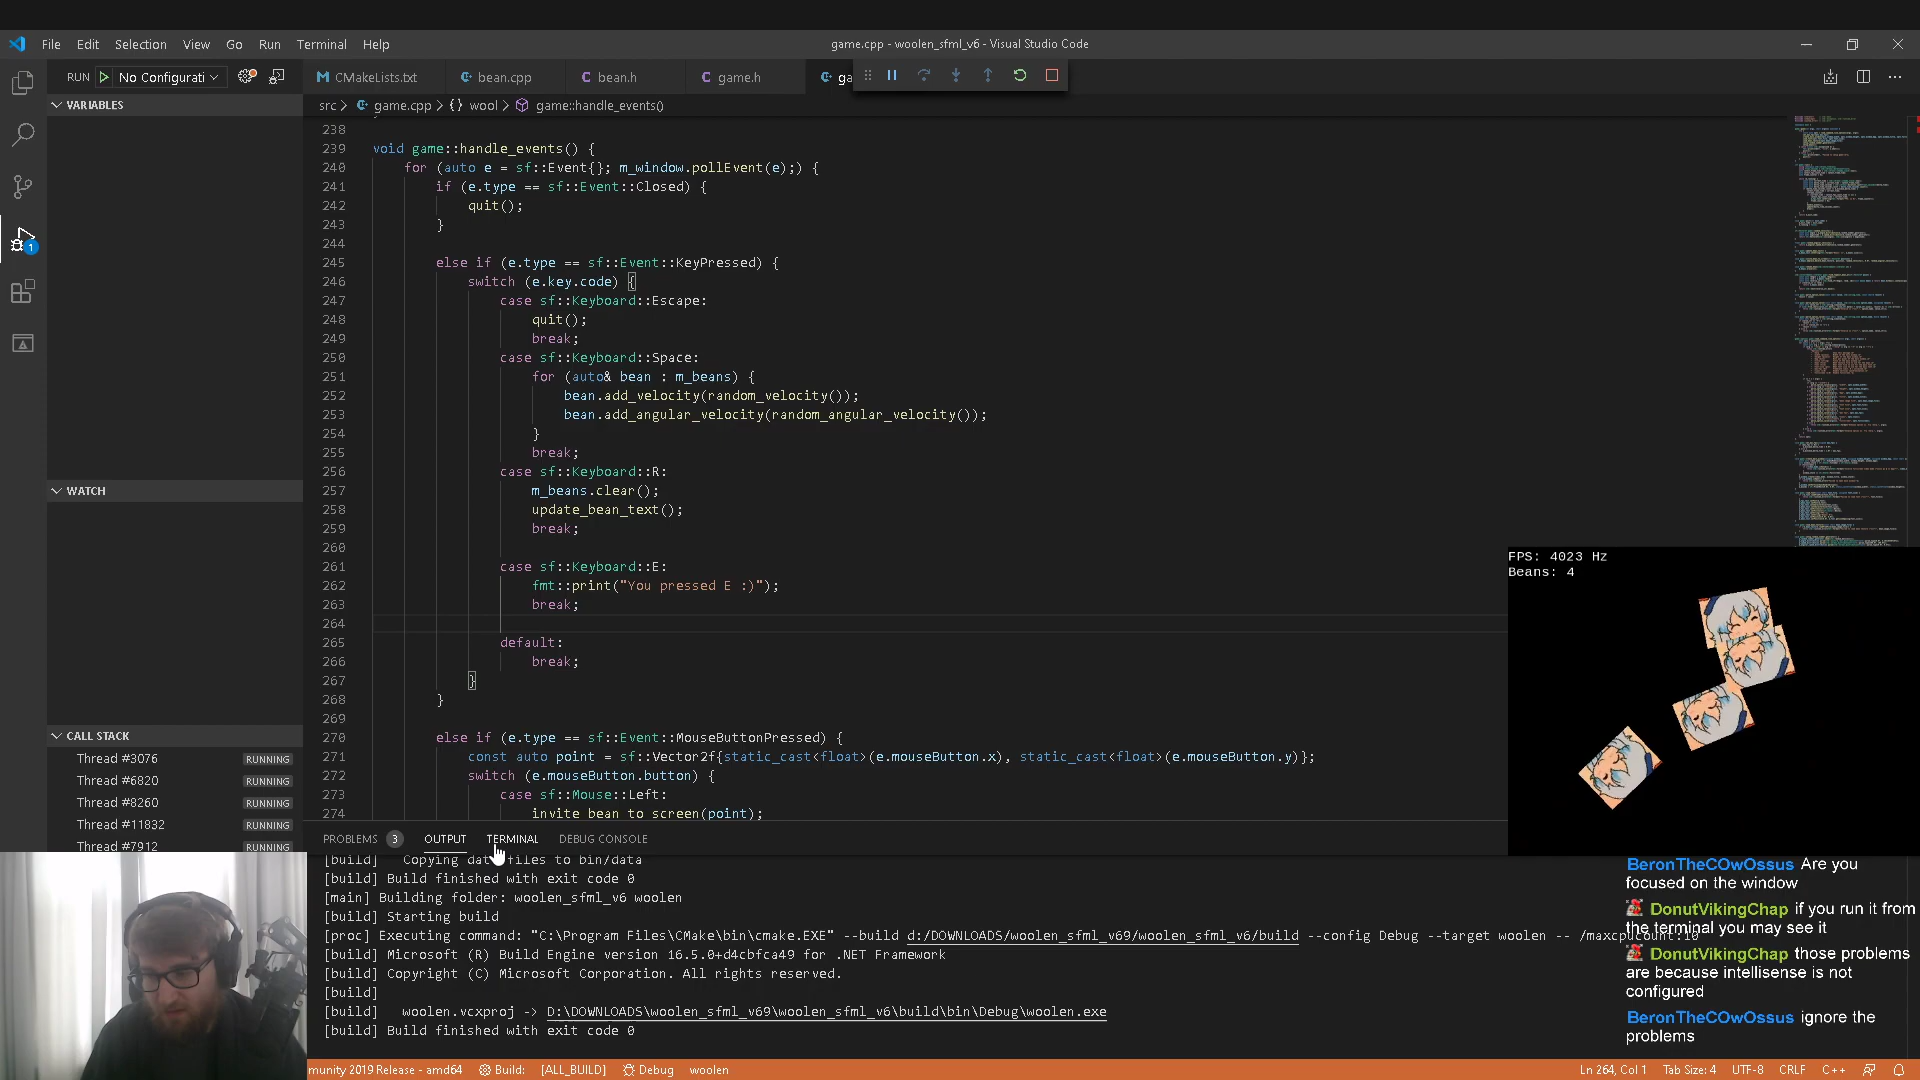 File Edit Selection View Go Run Terminal Help
game.cpp - woolen_sfml_v6 - Visual Studio Code
RUN No Configurati
CMakeLists.txt bean.cpp bean.h game.h ga
VARIABLES
src > game.cpp > {} wool > game::handle_events()
238
239 void game::handle_events() {
240 for (auto e = sf::Event{}; m_window.pollEvent(e);) {
241 if (e.type == sf::Event::Closed) {
242 quit();
243 }
244
245 else if (e.type == sf::Event::KeyPressed) {
246 switch (e.key.code) {
247 case sf::Keyboard::Escape:
248 quit();
249 break;
250 case sf::Keyboard::Space:
251 for (auto& bean : m_beans) {
252 bean.add_velocity(random_velocity());
253 bean.add_angular_velocity(random_angular_velocity());
254 }
255 break;
256 case sf::Keyboard::R:
257 m_beans.clear();
258 update_bean_text();
259 break;
260
261 case sf::Keyboard::E:
262 fmt::print("You pressed E :)");
263 break;
264
265 default:
266 break;
267 }
268 }
269
270 else if (e.type == sf::Event::MouseButtonPressed) {
271 const auto point = sf::Vector2f{static_cast<float>(e.mouseButton.x), static_cast<float>(e.mouseButton.y)};
272 switch (e.mouseButton.button) {
273 case sf::Mouse::Left:
274 invite_bean_to_screen(point);
WATCH
CALL STACK
Thread #3076 RUNNING
Thread #6820 RUNNING
Thread #8260 RUNNING
Thread #11832 RUNNING
Thread #7912 RUNNING
1
FPS: 4023 Hz
Beans: 4
PROBLEMS 3 OUTPUT TERMINAL DEBUG CONSOLE
[build] Copying dat files to bin/data
[build] Build finished with exit code 0
[main] Building folder: woolen_sfml_v6 woolen
[build] Starting build
[proc] Executing command: "C:\Program Files\CMake\bin\cmake.EXE" --build d:/DOWNLOADS/woolen_sfml_v69/woolen_sfml_v6/build --config Debug --target woolen -- /maxcpucount:10
[build] Microsoft (R) Build Engine version 16.5.0+d4cbfca49 for .NET Framework
[build] Copyright (C) Microsoft Corporation. All rights reserved.
[build]
[build] woolen.vcxproj -> D:\DOWNLOADS\woolen_sfml_v69\woolen_sfml_v6\build\bin\Debug\woolen.exe
[build] Build finished with exit code 0
BeronTheCOwOssus Are you
focused on the window
DonutVikingChap if you run it from
the terminal you may see it
DonutVikingChap those problems
are because intellisense is not
configured
BeronTheCOwOssus ignore the
problems
munity 2019 Release - amd64 Build: [ALL_BUILD] Debug woolen
Ln 264, Col 1 Tab Size: 4 UTF-8 CRLF C++